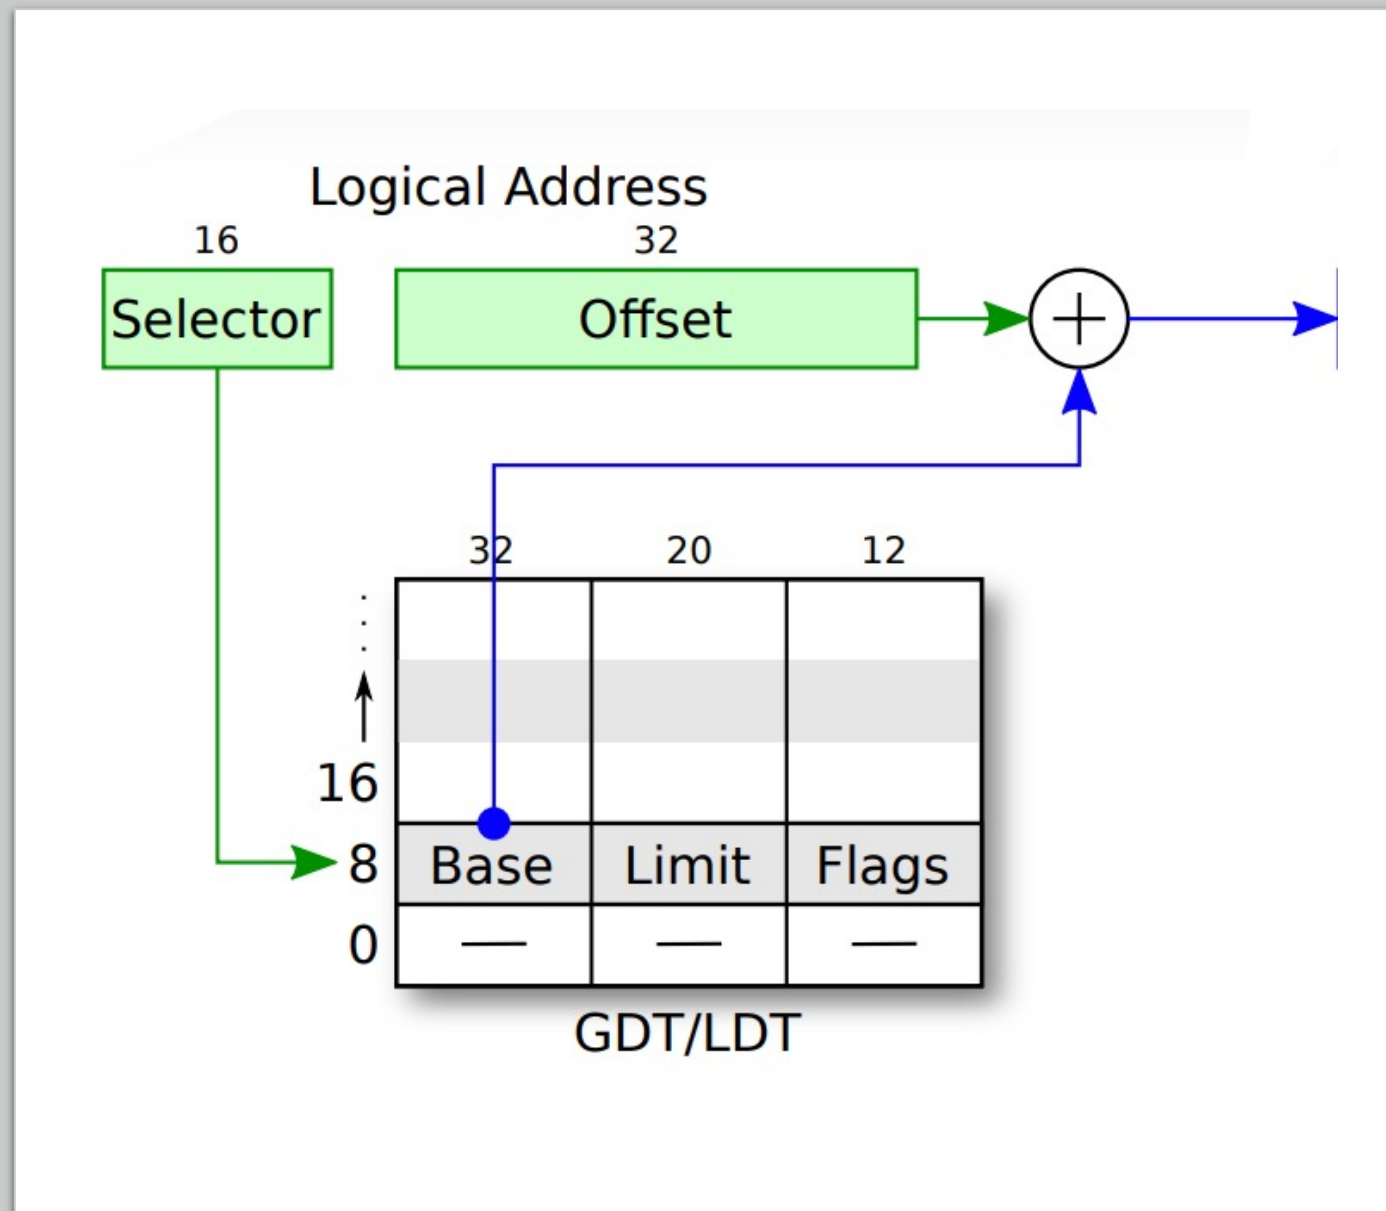 Logical Address
16 32
Selector Offset
32 20 12
16
8 Base Limit Flags
0 — — —
GDT/LDT